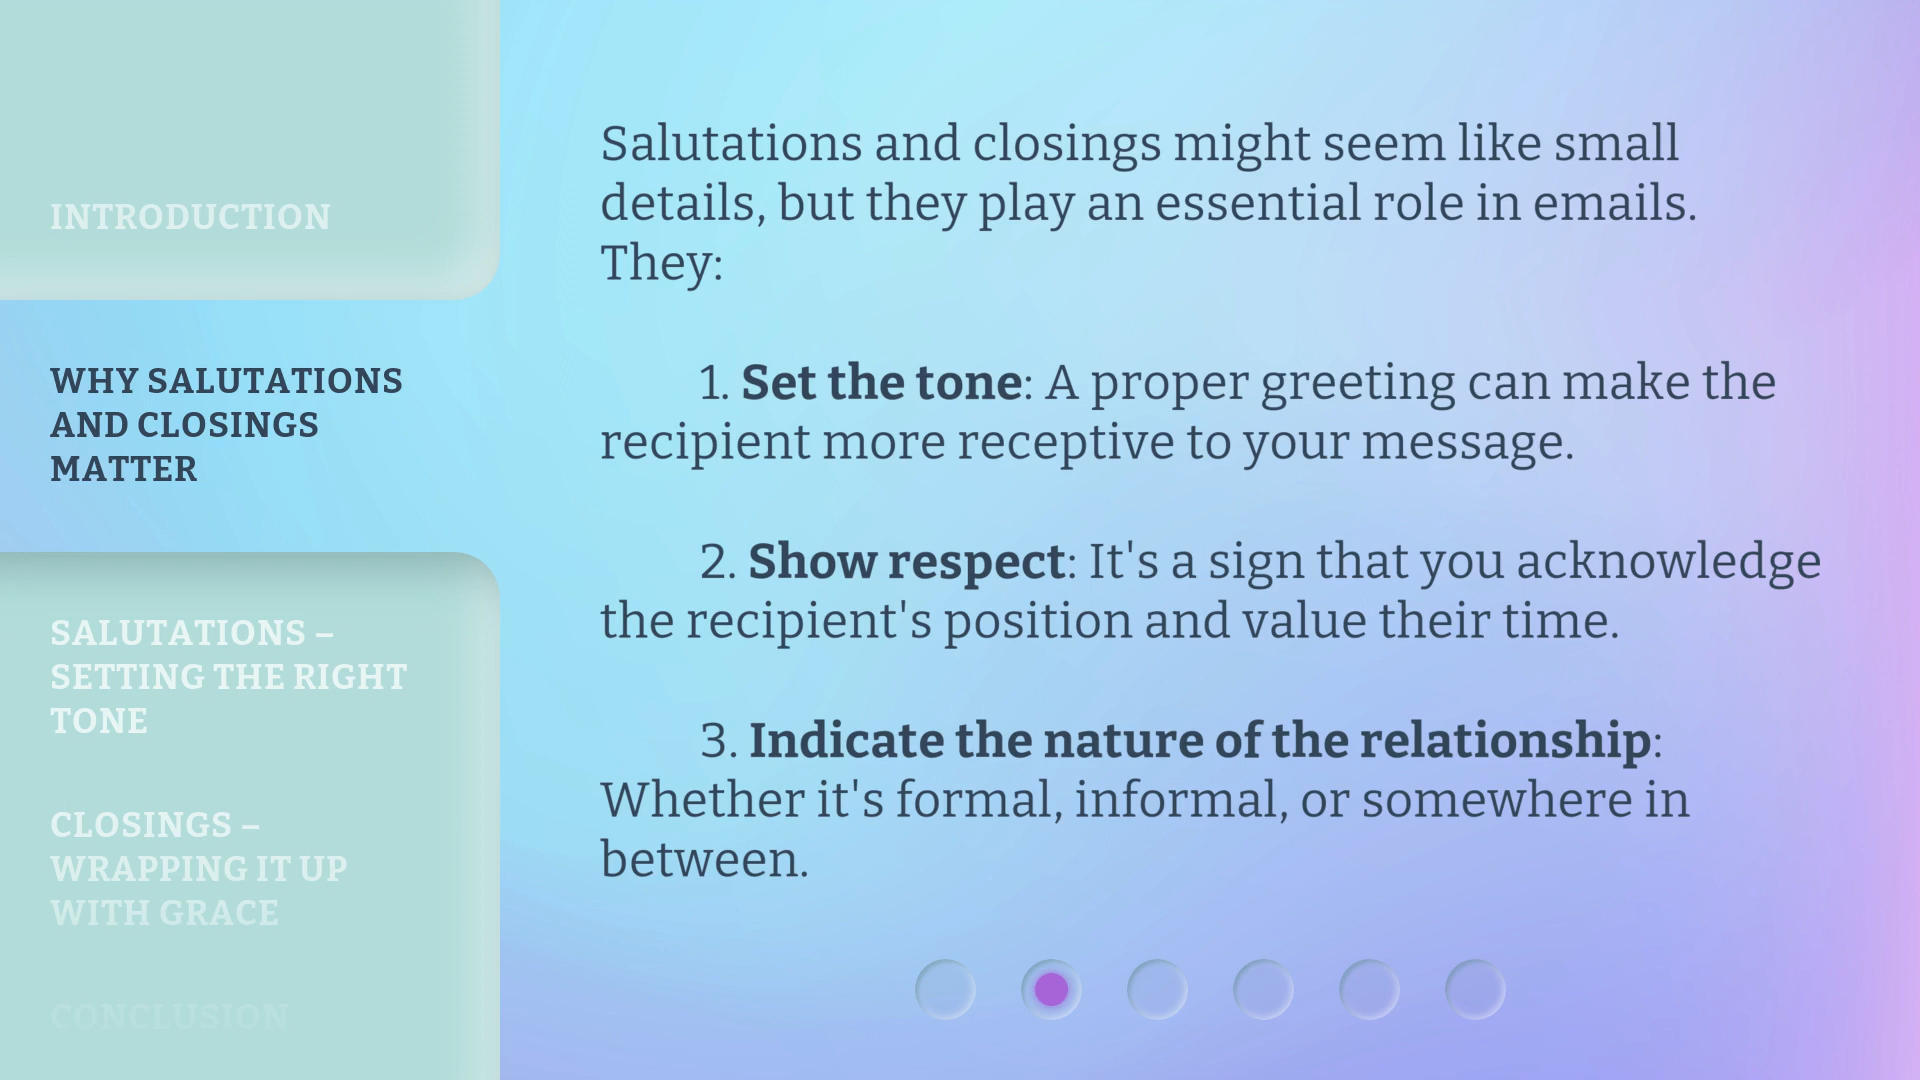 INTRODUCTION
WHY SALUTATIONS
AND CLOSINGS
MATTER
SALUTATIONS –
SETTING THE RIGHT
TONE
CLOSINGS –
WRAPPING IT UP
WITH GRACE
CONCLUSION
Salutations and closings might seem like small
details, but they play an essential role in emails.
They:
1. Set the tone: A proper greeting can make the
recipient more receptive to your message.
2. Show respect: It's a sign that you acknowledge
the recipient's position and value their time.
3. Indicate the nature of the relationship:
Whether it's formal, informal, or somewhere in
between.